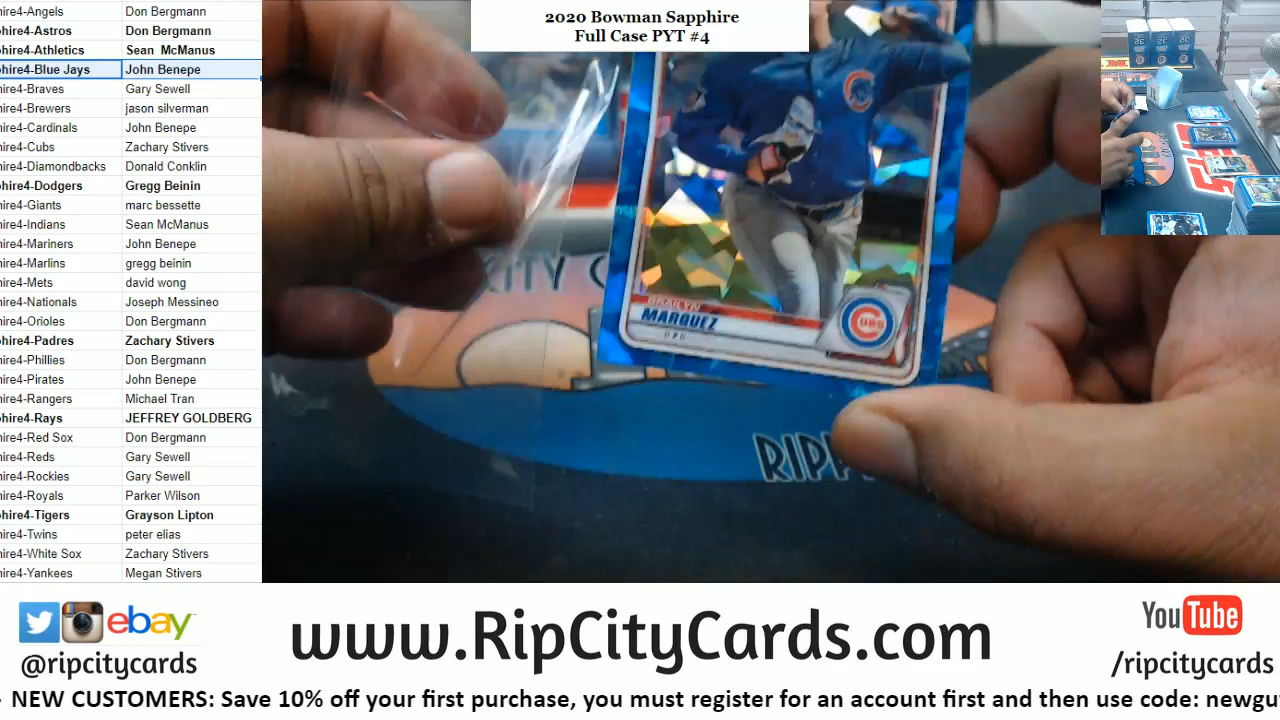 2020 Bowman Sapphire
Full Case PYT #4
hire4-Angels Don Bergmann
hire4-Astros Don Bergmann
hire4-Athletics Sean McManus
hire4-Blue Jays John Benepe
hire4-Braves Gary Sewell
hire4-Brewers jason silverman
hire4-Cardinals John Benepe
hire4-Cubs Zachary Stivers
hire4-Diamondbacks Donald Conklin
hire4-Dodgers Gregg Beinin
hire4-Giants marc bessette
hire4-Indians Sean McManus
hire4-Mariners John Benepe
hire4-Marlins gregg beinin
hire4-Mets david wong
hire4-Nationals Joseph Messineo
hire4-Orioles Don Bergmann
hire4-Padres Zachary Stivers
hire4-Phillies Don Bergmann
hire4-Pirates John Benepe
hire4-Rangers Michael Tran
hire4-Rays JEFFREY GOLDBERG
hire4-Red Sox Don Bergmann
hire4-Reds Gary Sewell
hire4-Rockies Gary Sewell
hire4-Royals Parker Wilson
hire4-Tigers Grayson Lipton
hire4-Twins peter elias
hire4-White Sox Zachary Stivers
hire4-Yankees Megan Stivers
BRAILYN
MARQUEZ
CUBS
CITY C
RIPP
ebay
@ripcitycards
www.RipCityCards.com
YouTube
/ripcitycards
- NEW CUSTOMERS: Save 10% off your first purchase, you must register for an account first and then use code: newgu